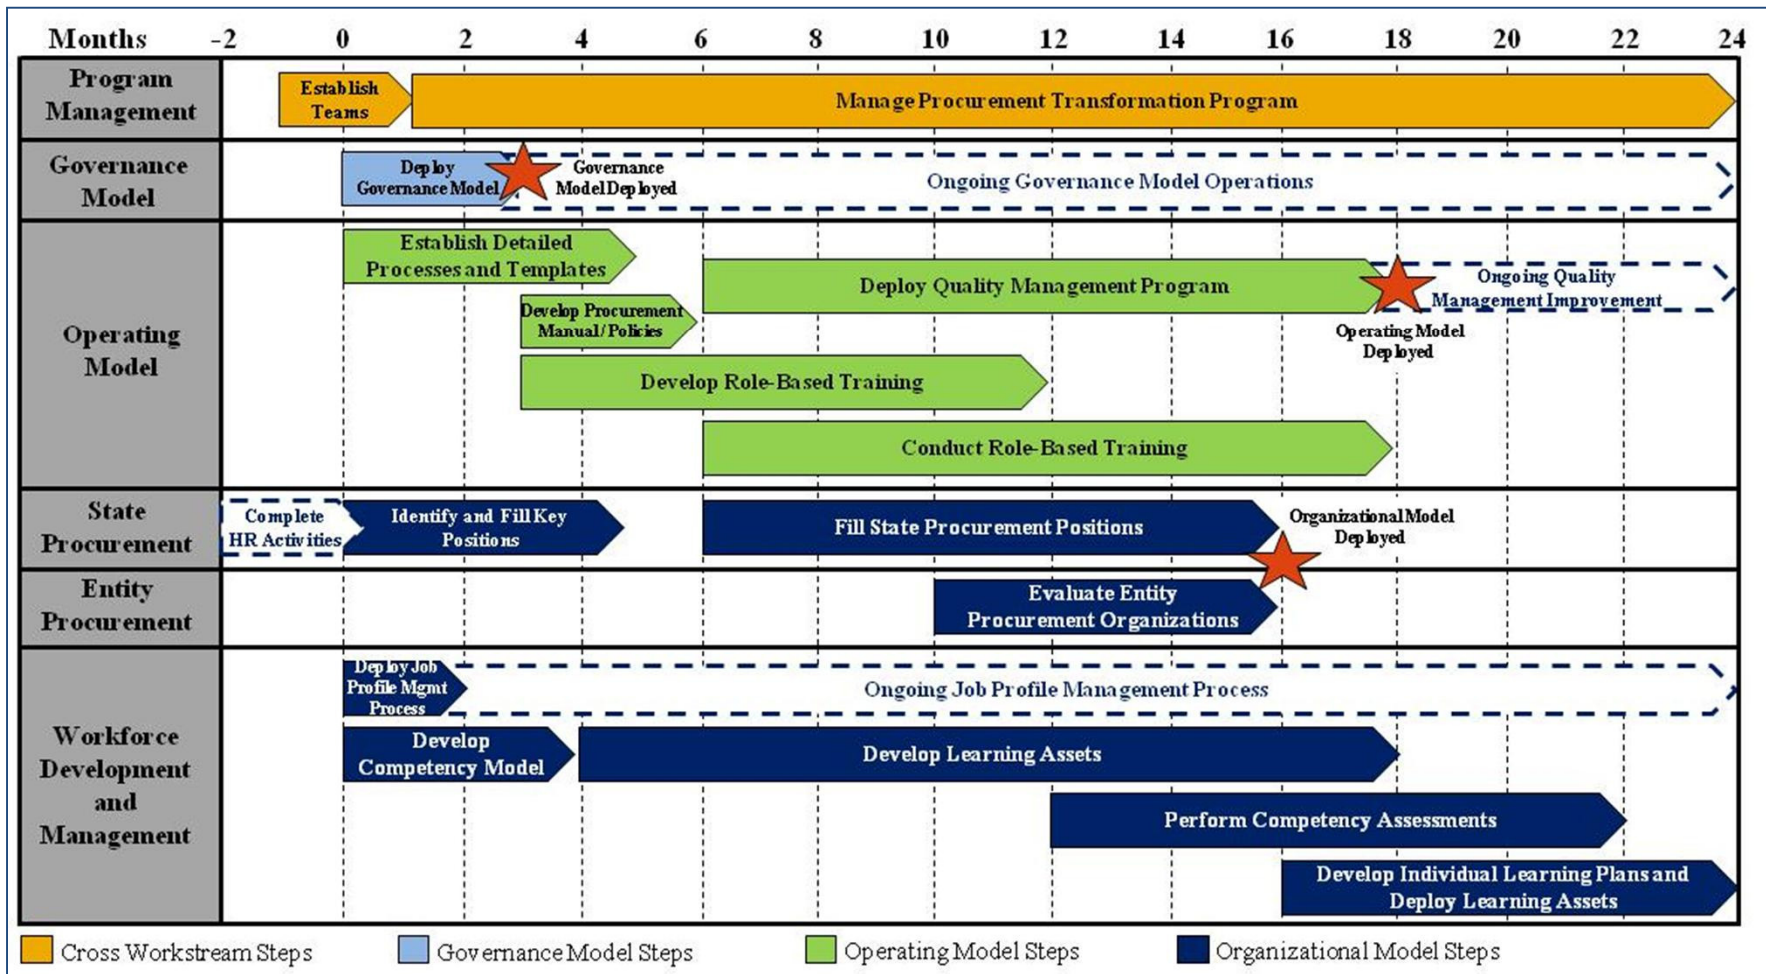 Months -2 0 2 4 6 8 10 12 14 16 18 20 22 24
Program
Management
Establish
Teams
Manage Procurement Transformation Program
Governance
Model
Deploy
Governance Model
Governance
Model Deployed
Ongoing Governance Model Operations
Operating
Model
Establish Detailed
Processes and Templates
Deploy Quality Management Program
Ongoing Quality
Management Improvement
Develop Procurement
Manual/Policies
Operating Model
Deployed
Develop Role-Based Training
Conduct Role-Based Training
State
Procurement
Complete
HR Activities
Identify and Fill Key
Positions
Fill State Procurement Positions
Organizational Model
Deployed
Entity
Procurement
Evaluate Entity
Procurement Organizations
Workforce
Development
and
Management
Deploy Job
Profile Mgmt
Process
Ongoing Job Profile Management Process
Develop
Competency Model
Develop Learning Assets
Perform Competency Assessments
Develop Individual Learning Plans and
Deploy Learning Assets
Cross Workstream Steps
Governance Model Steps
Operating Model Steps
Organizational Model Steps